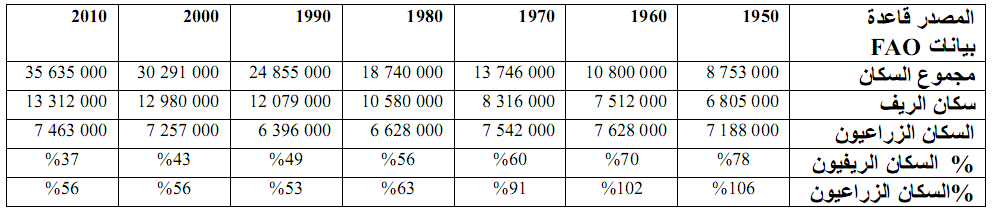 المصدر قاعدة بيانات FAO 1950 1960 1970 1980 1990 2000 2010
مجموع السكان 8 753 000 10 800 000 13 746 000 18 740 000 24 855 000 30 291 000 35 635 000
سكان الريف 6 805 000 7 512 000 8 316 000 10 580 000 12 079 000 12 980 000 13 312 000
السكان الزراعيون 7 188 000 7 628 000 7 542 000 6 628 000 6 396 000 7 257 000 7 463 000
% السكان الريفيون %78 %70 %60 %56 %49 %43 %37
%السكان الزراعيون %106 %102 %91 %63 %53 %56 %56